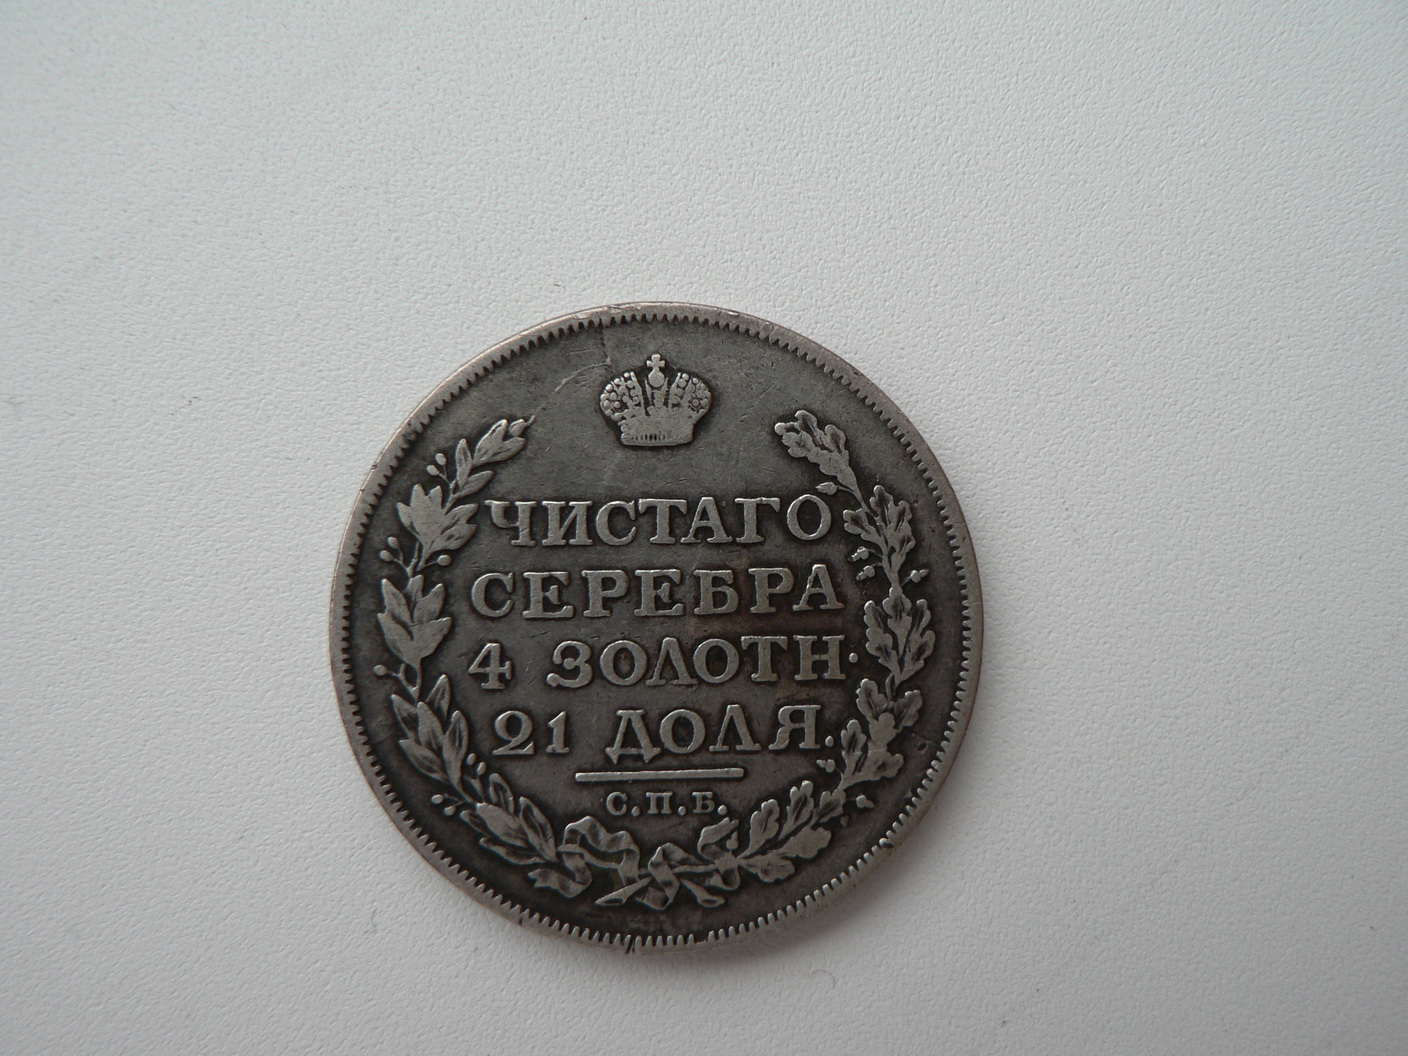 ЧИСТАГО
СЕРЕБРА
4 ЗОЛОТН.
21 ДОЛЯ.
С.П.Б.